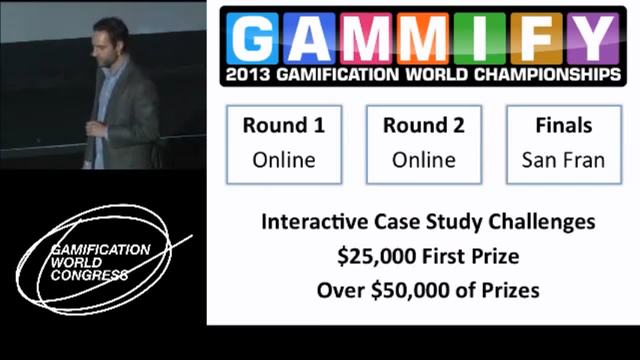 GAMMIFY
2013 GAMIFICATION WORLD CHAMPIONSHIPS
Round 1
Online
Round 2
Online
Finals
San Fran
Interactive Case Study Challenges
$25,000 First Prize
Over $50,000 of Prizes
GAMIFICATION
WORLD
CONGRESS